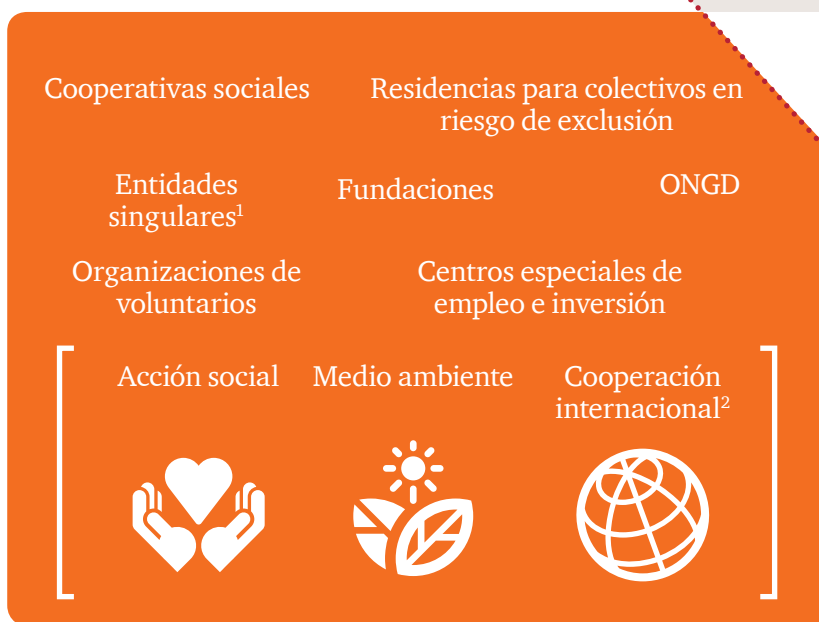 Cooperativas sociales
Residencias para colectivos en
riesgo de exclusión
Entidades
singulares¹
Fundaciones
ONGD
Organizaciones de
voluntarios
Centros especiales de
empleo e inversión
Acción social
Medio ambiente
Cooperación
internacional²